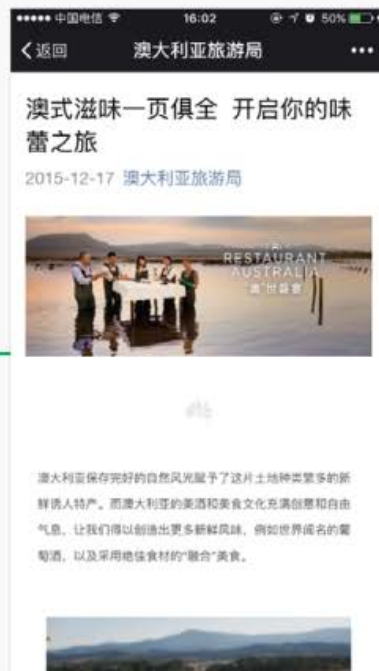 中国电信 16:02 50%
返回 澳大利亚旅游局
澳式滋味一页俱全 开启你的味
蕾之旅
2015-12-17 澳大利亚旅游局
RESTAURANT
AUSTRALIA
"澳"世盛宴
澳大利亚保存完好的自然风光赋予了这片土地种类繁多的新
鲜诱人特产。而澳大利亚的美酒和美食文化充满创意和自由
气息，让我们得以创造出更多新鲜风味，例如世界闻名的葡
萄酒，以及采用绝佳食材的“融合”美食。